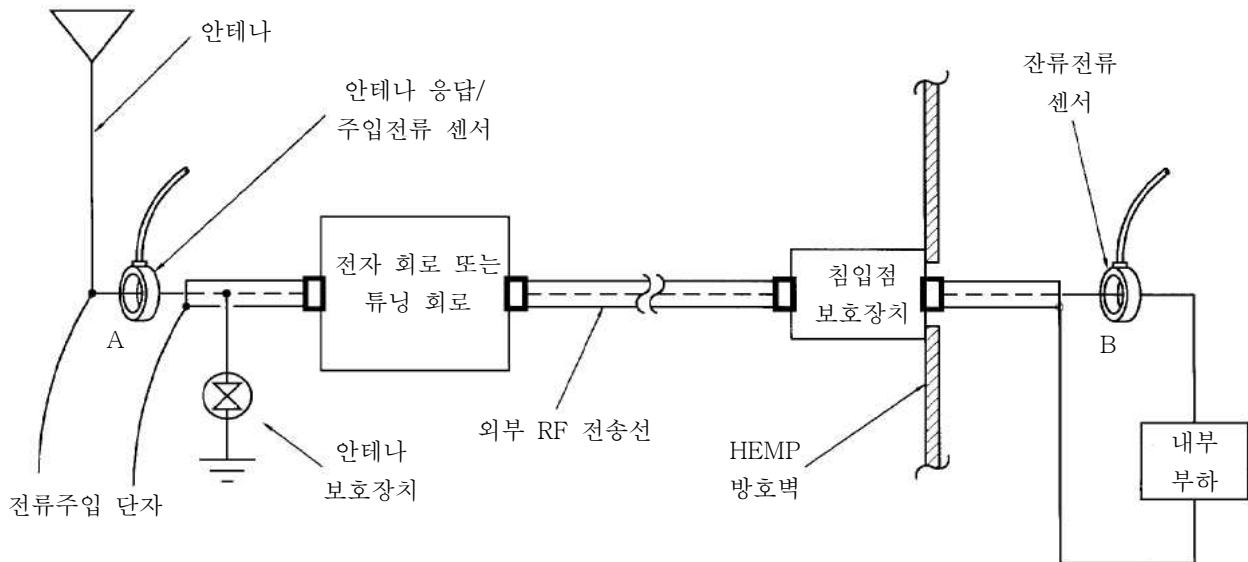 안테나
안테나 응답/
주입전류 센서
잔류전류
센서
전자 회로 또는
튜닝 회로
침입점
보호장치
A
B
외부 RF 전송선
HEMP
방호벽
안테나
보호장치
전류주입 단자
내부
부하